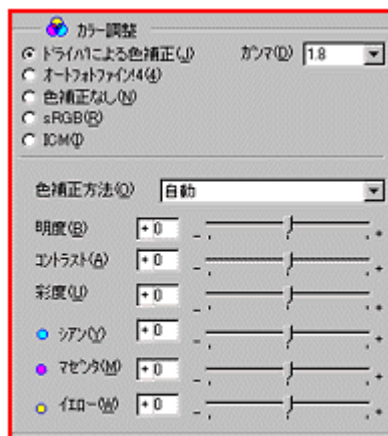 カラー調整
ドライバによる色補正(J) ガンマ(D) 1.8
オートフォトファイン!4(4)
色補正なし(N)
sRGB(R)
ICM(I)
色補正方法(O) 自動
明度(B) +0 - +
コントラスト(A) +0 - +
彩度(U) +0 - +
シアン(Y) +0 - +
マゼンタ(M) +0 - +
イエロー(W) +0 - +